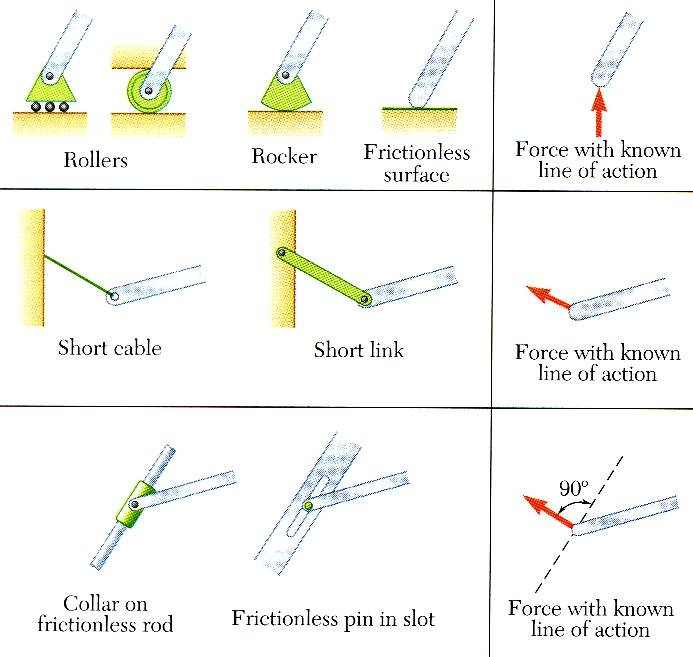 Rollers
Rocker
Frictionless
surface
Force with known
line of action
Short cable
Short link
Force with known
line of action
90°
Collar on
frictionless rod
Frictionless pin in slot
Force with known
line of action